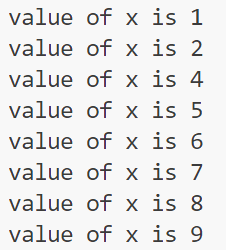 value of x is 1
value of x is 2
value of x is 4
value of x is 5
value of x is 6
value of x is 7
value of x is 8
value of x is 9